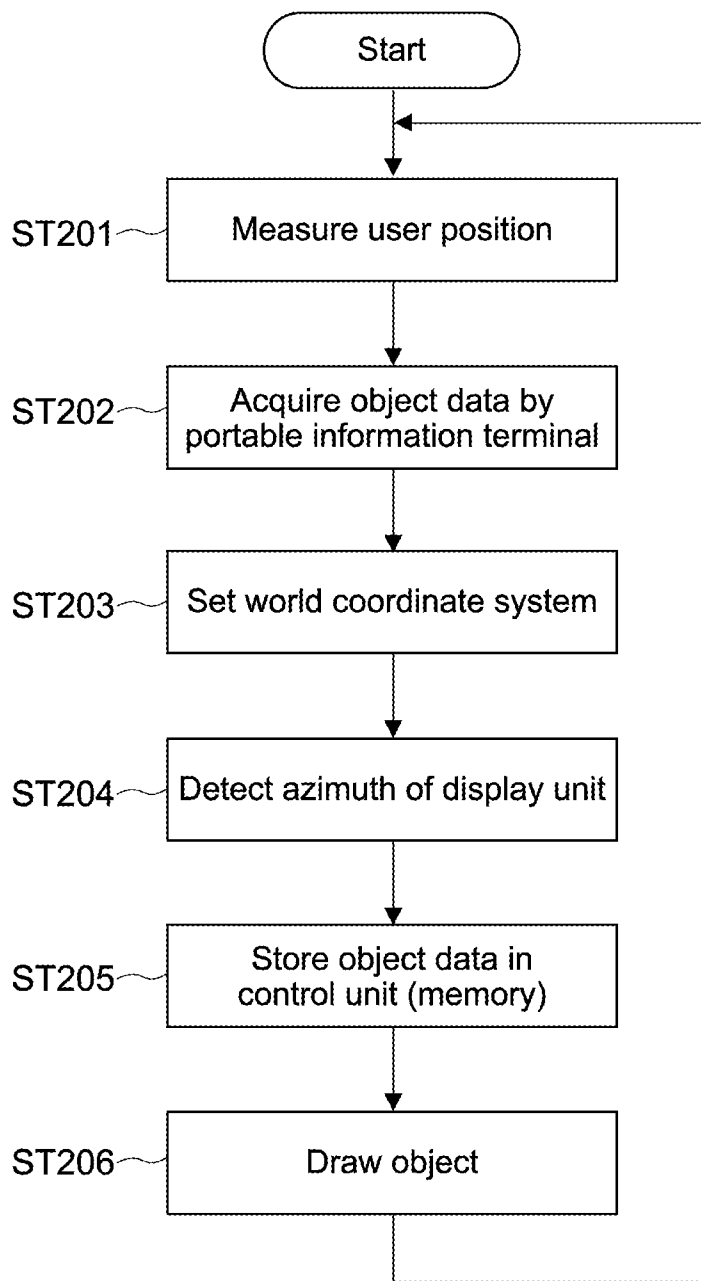 Start
ST201
Measure user position
ST202
Acquire object data by
portable information terminal
ST203
Set world coordinate system
ST204
Detect azimuth of display unit
ST205
Store object data in
control unit (memory)
ST206
Draw object